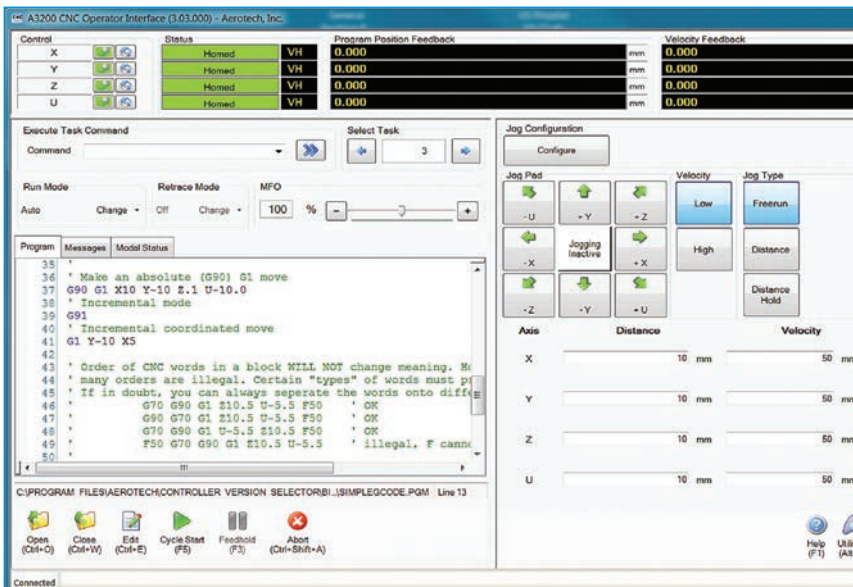 A3200 CNC Operator Interface (3.03.000) - Aerotech, Inc.
Control Status Program Position Feedback Velocity Feedback
X Homed VH 0.000 mm 0.000
Y Homed VH 0.000 mm 0.000
Z Homed VH 0.000 mm 0.000
U Homed VH 0.000 mm 0.000
Execute Task Command Select Task
Command 3
Run Mode Retrace Mode MFO
Auto Change Off Change 100 % - +
Program Messages Modal Status
35 '
36 ' Make an absolute (G90) G1 move
37 G90 G1 X10 Y-10 Z.1 U-10.0
38 ' Incremental mode
39 G91
40 ' Incremental coordinated move
41 G1 Y-10 X5
42
43 ' Order of CNC words in a block WILL NOT change meaning.
44 ' many orders are illegal. Certain "types" of words must
45 ' If in doubt, you can always seperate the words onto
46 ' G70 G90 G1 Z10.5 U-5.5 F50 ' OK
47 ' G90 G70 G1 Z10.5 U-5.5 F50 ' OK
48 ' G70 G90 G1 U-5.5 Z10.5 F50 ' OK
49 ' F50 G70 G90 G1 Z10.5 U-5.5 ' illegal, F
50 '
C:\PROGRAM FILES\AEROTECH\CONTROLLER VERSION SELECTOR\BI...\SIMPLEGCODE.PGM Line 13
Open (Ctrl+O)
Close (Ctrl+W)
Edit (Ctrl+E)
Cycle Start (F5)
Feedhold (F3)
Abort (Ctrl+Shift+A)
Connected
Jog Configuration
Configure
Jog Pad Velocity Jog Type
- U + Y + Z Low Freerun
- X Jogging Inactive + X High Distance
- Z - Y + U Distance Hold
Axis Distance Velocity
X 10 mm 50 mm
Y 10 mm 50 mm
Z 10 mm 50 mm
U 10 mm 50 mm
Help (F1)